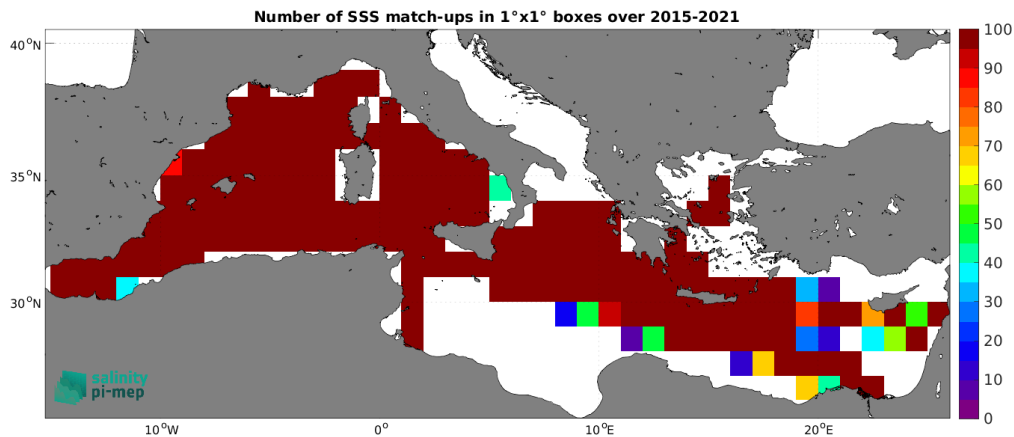 Number of SSS match-ups in 1°x1° boxes over 2015-2021
40°N
35°N
30°N
10°W
0°
10°E
20°E
100
90
80
70
60
50
40
30
20
10
0
salinity
pi-mep